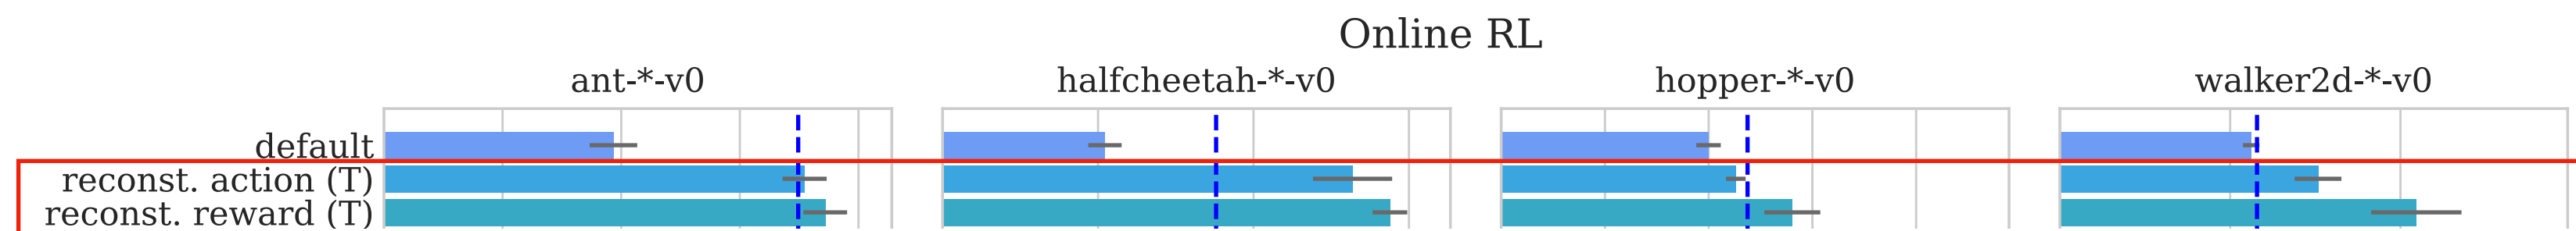 Online RL
ant-*-v0
halfcheetah-*-v0
hopper-*-v0
walker2d-*-v0
default
reconst. action (T)
reconst. reward (T)